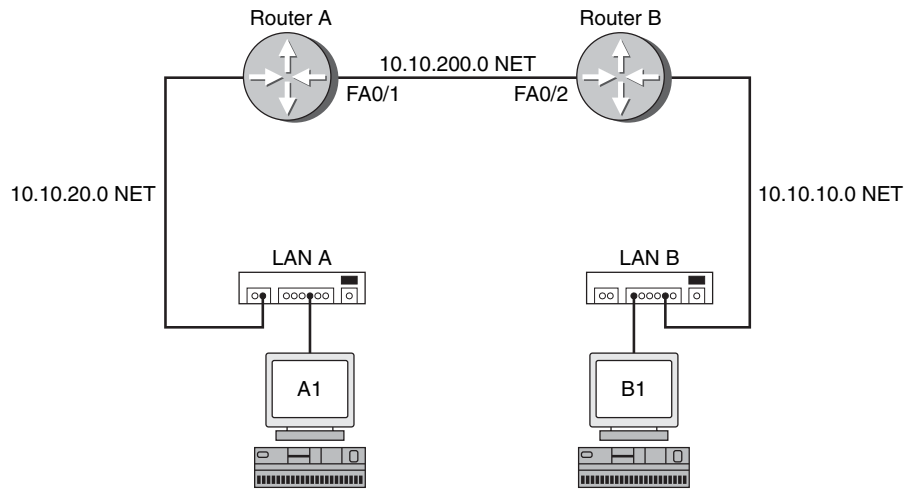 Router A
Router B
10.10.200.0 NET
FA0/1
FA0/2
10.10.20.0 NET
10.10.10.0 NET
LAN A
LAN B
A1
B1